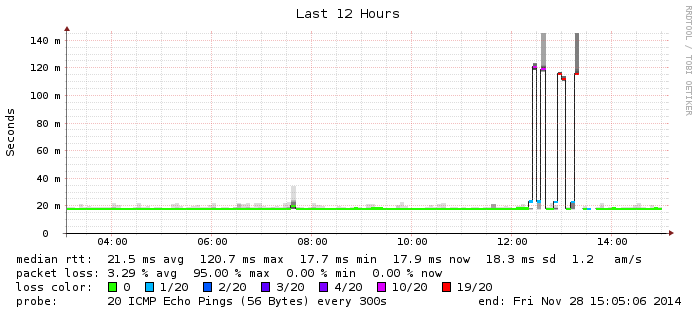 Last 12 Hours
RRDTOOL / TOBI OETIKER
Seconds
140 m
120 m
100 m
80 m
60 m
40 m
20 m
0
04:00 06:00 08:00 10:00 12:00 14:00
median rtt: 21.5 ms avg 120.7 ms max 17.7 ms min 17.9 ms now 18.3 ms sd 1.2 am/s
packet loss: 3.29 % avg 95.00 % max 0.00 % min 0.00 % now
loss color: 0 1/20 2/20 3/20 4/20 10/20 19/20
probe: 20 ICMP Echo Pings (56 Bytes) every 300s end: Fri Nov 28 15:05:06 2014